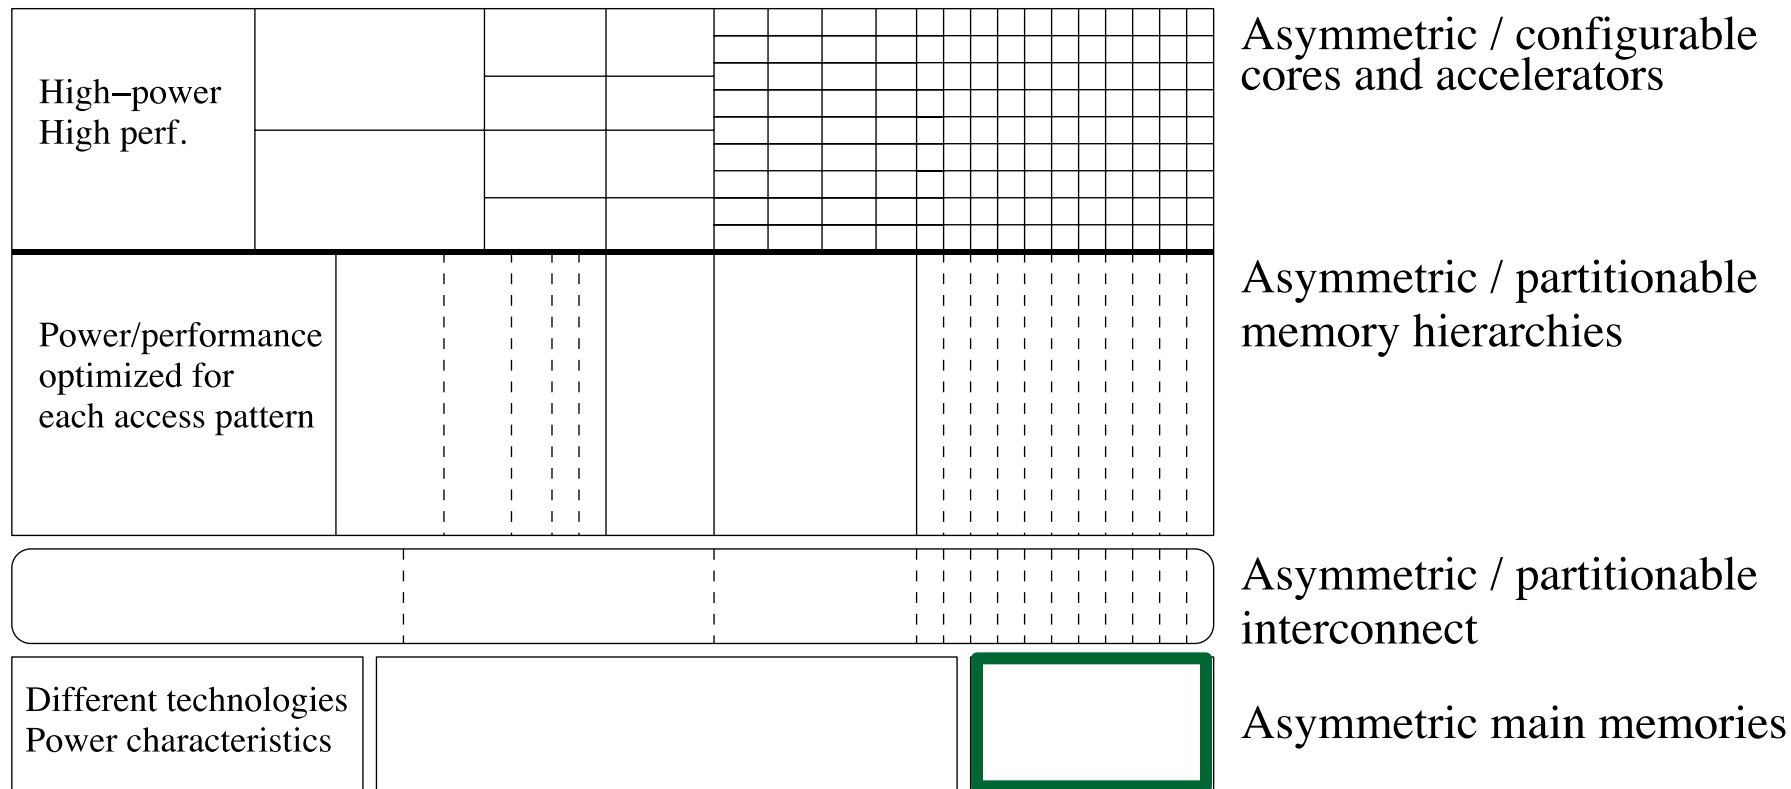 High–power
High perf.
Asymmetric / configurable
cores and accelerators
Power/performance
optimized for
each access pattern
Asymmetric / partitionable
memory hierarchies
Asymmetric / partitionable
interconnect
Different technologies
Power characteristics
Asymmetric main memories